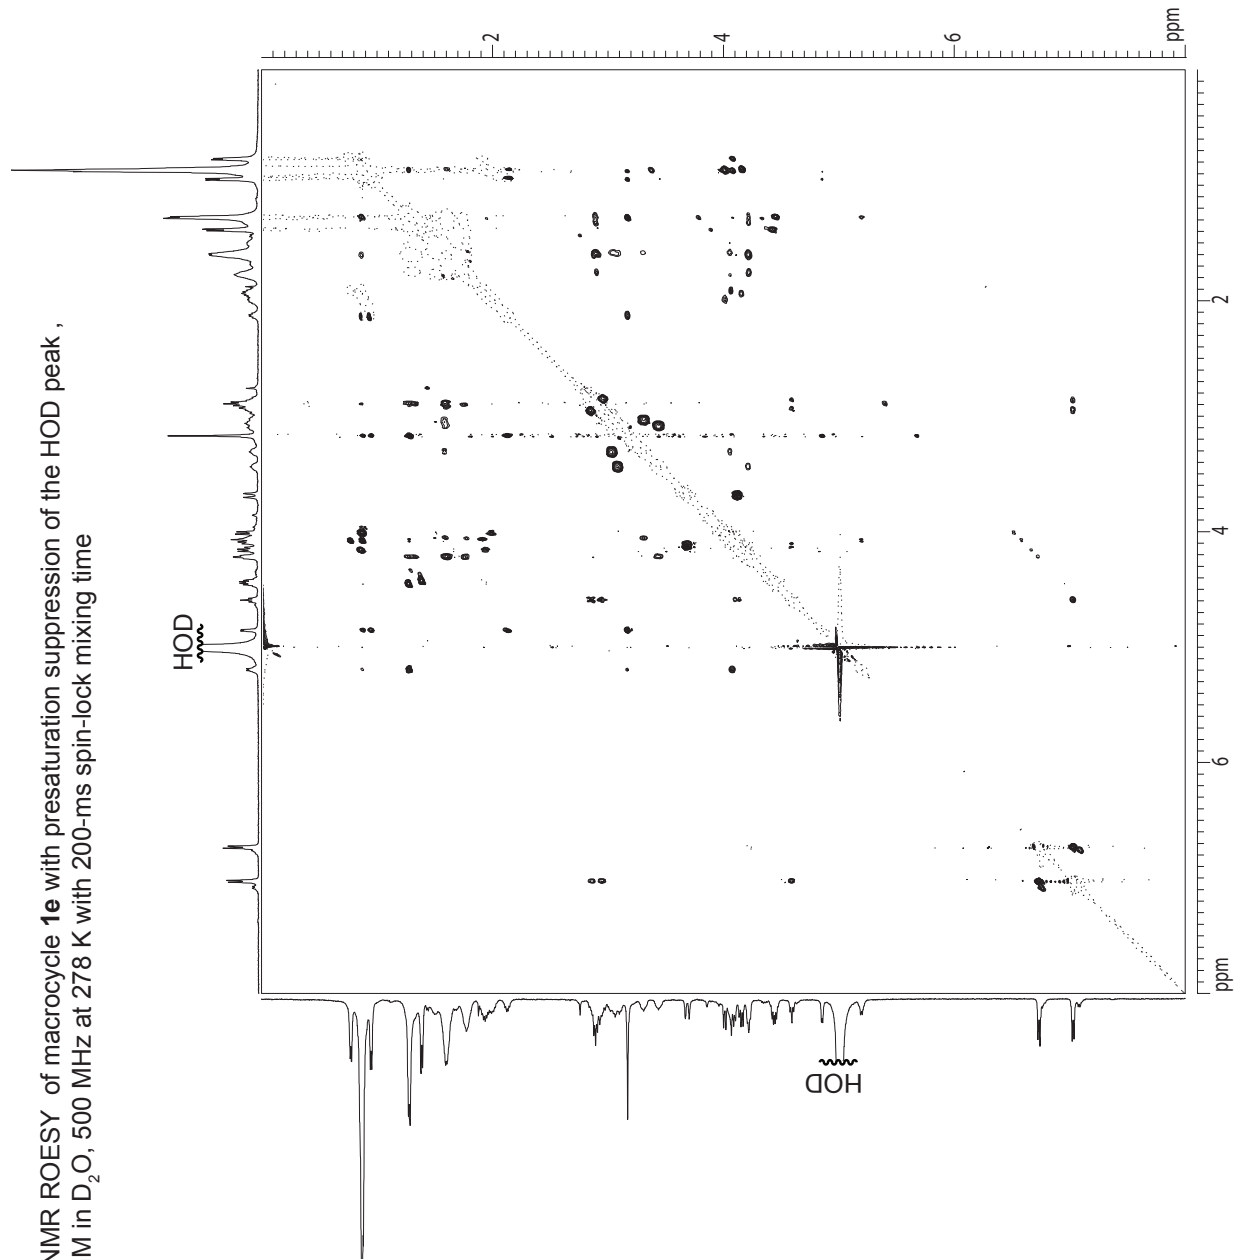 NMR ROESY of macrocycle 1e with presaturation suppression of the HOD peak ,
M in D₂O, 500 MHz at 278 K with 200-ms spin-lock mixing time
HOD
2
4
6
ppm
HOD
ppm
6
4
2